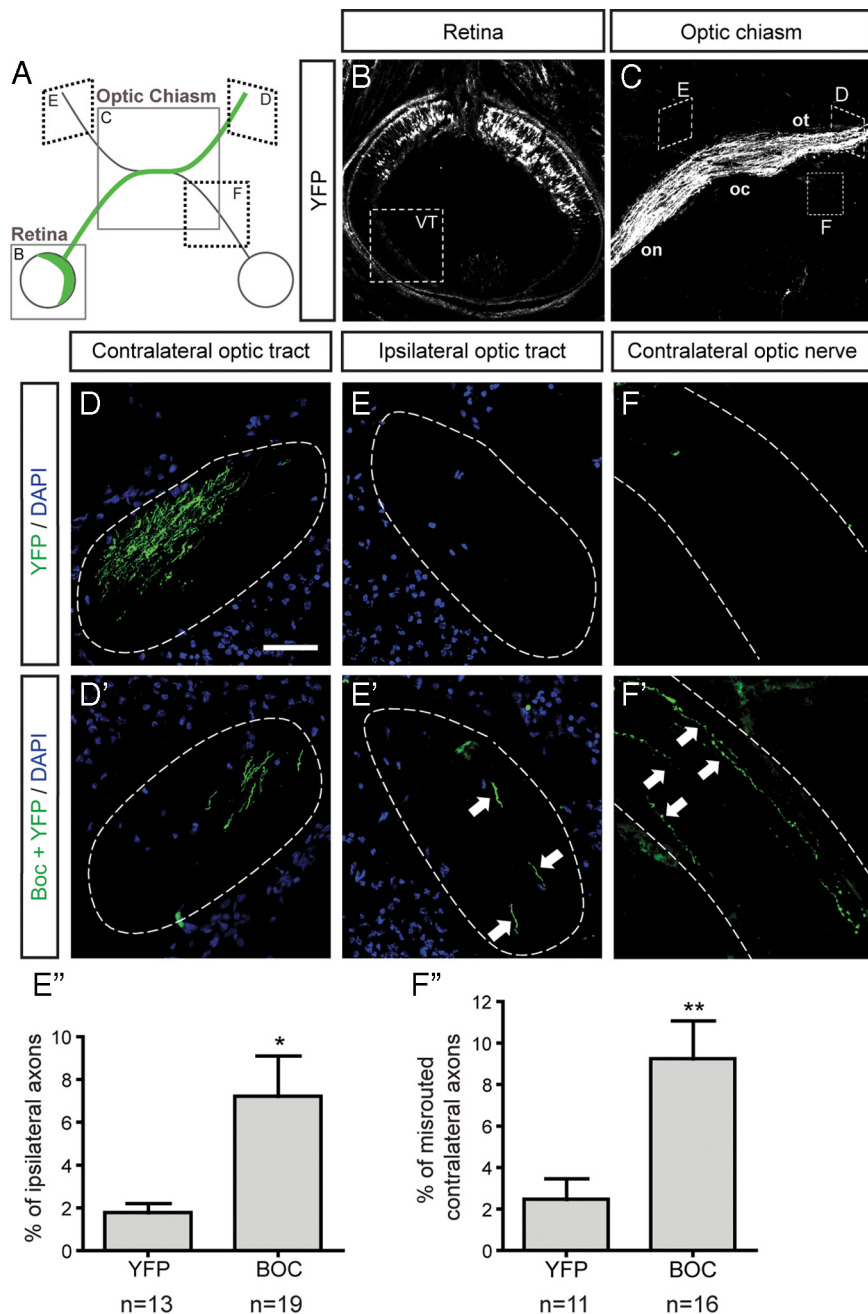 Retina
Optic chiasm
A
YFP
B
C
E
D
Optic Chiasm
C
F
Retina
B
VT
E
D
ot
oc
F
on
Contralateral optic tract
Ipsilateral optic tract
Contralateral optic nerve
YFP / DAPI
D
E
F
Boc + YFP / DAPI
D'
E'
F'
E"
% of ipsilateral axons
10
8
6
4
2
0
*
YFP
BOC
n=13
n=19
F"
% of misrouted
contralateral axons
12
10
8
6
4
2
0
**
YFP
BOC
n=11
n=16